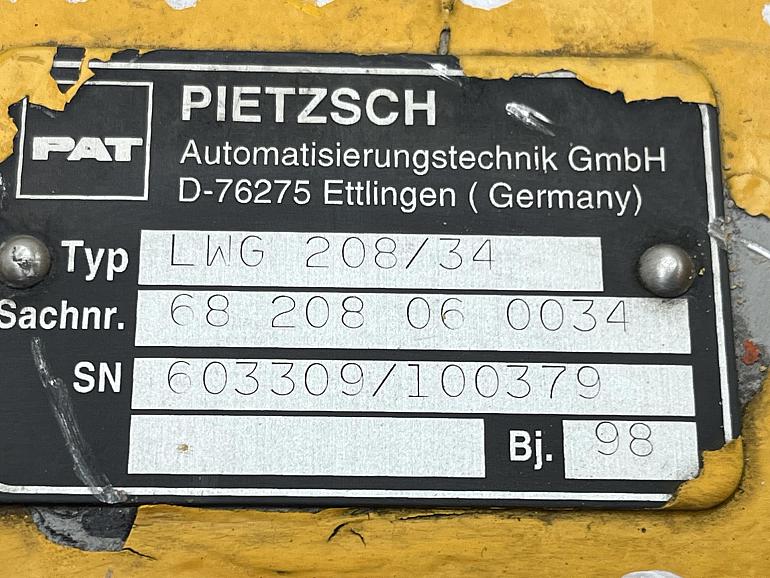 PAT
PIETZSCH
Automatisierungstechnik GmbH
D-76275 Ettlingen ( Germany)
Typ LWG 208/34
Sachnr. 68 208 06 0034
SN 603309/100379
Bj. 98